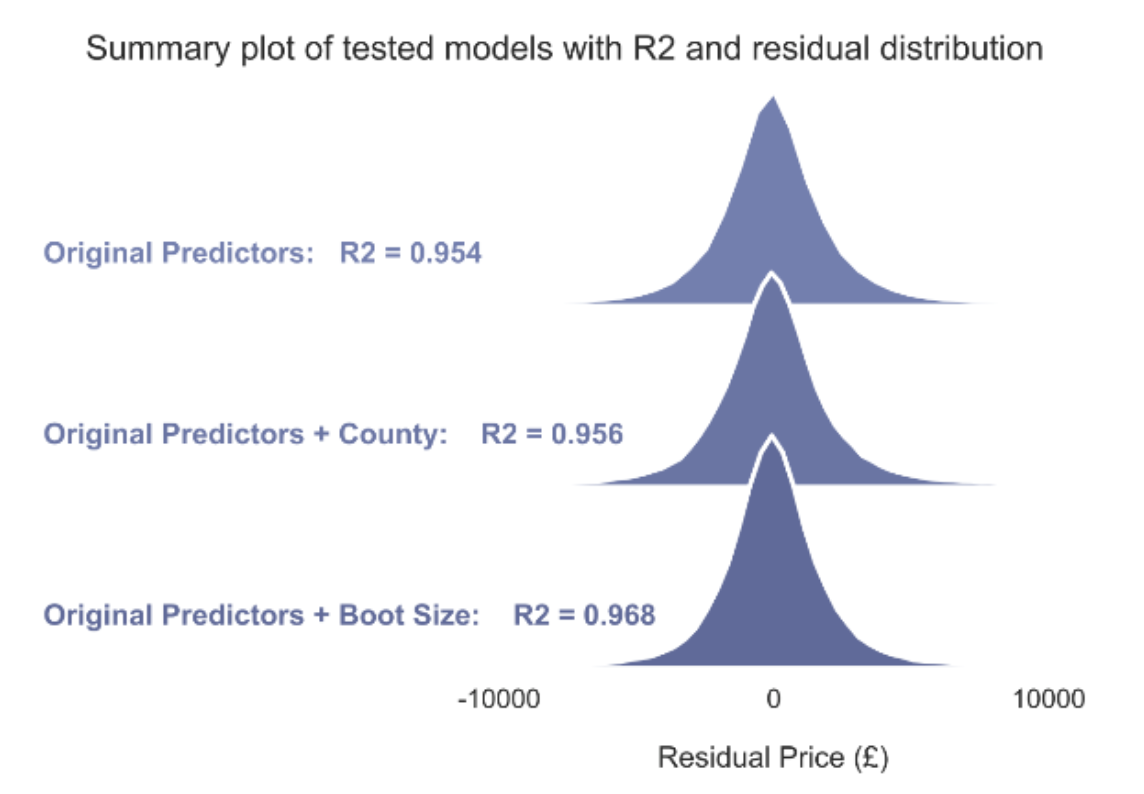 Summary plot of tested models with R2 and residual distribution
Original Predictors: R2 = 0.954
Original Predictors + County: R2 = 0.956
Original Predictors + Boot Size: R2 = 0.968
-10000 0 10000
Residual Price (£)